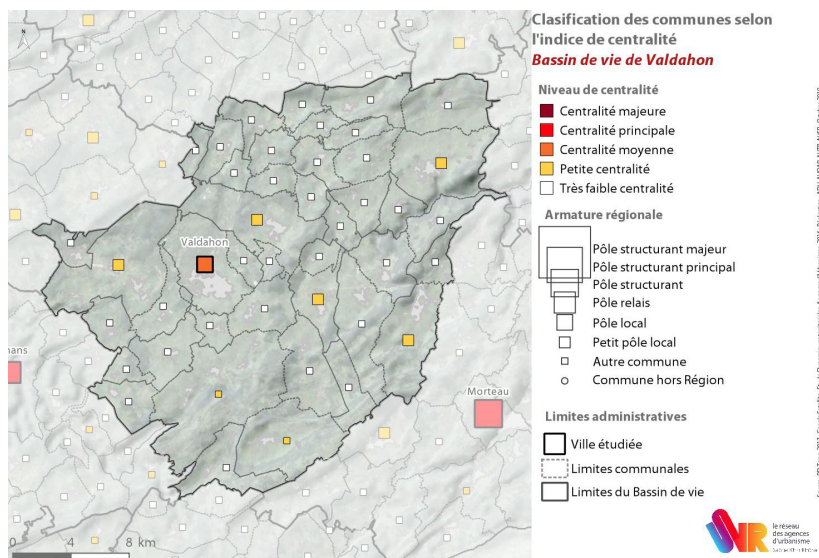 Clasification des communes selon
l'indice de centralité
Bassin de vie de Valdahon
Niveau de centralité
Centralité majeure
Centralité principale
Centralité moyenne
Petite centralité
Très faible centralité
Armature régionale
Pôle structurant majeur
Pôle structurant principal
Pôle structurant
Pôle relais
Pôle local
Petit pôle local
Autre commune
Commune hors Région
Limites administratives
Ville étudiée
Limites communales
Limites du Bassin de vie
N
Valdahon
mans
Morteau
0 4 8 km
le réseau
des agences
d'urbanisme